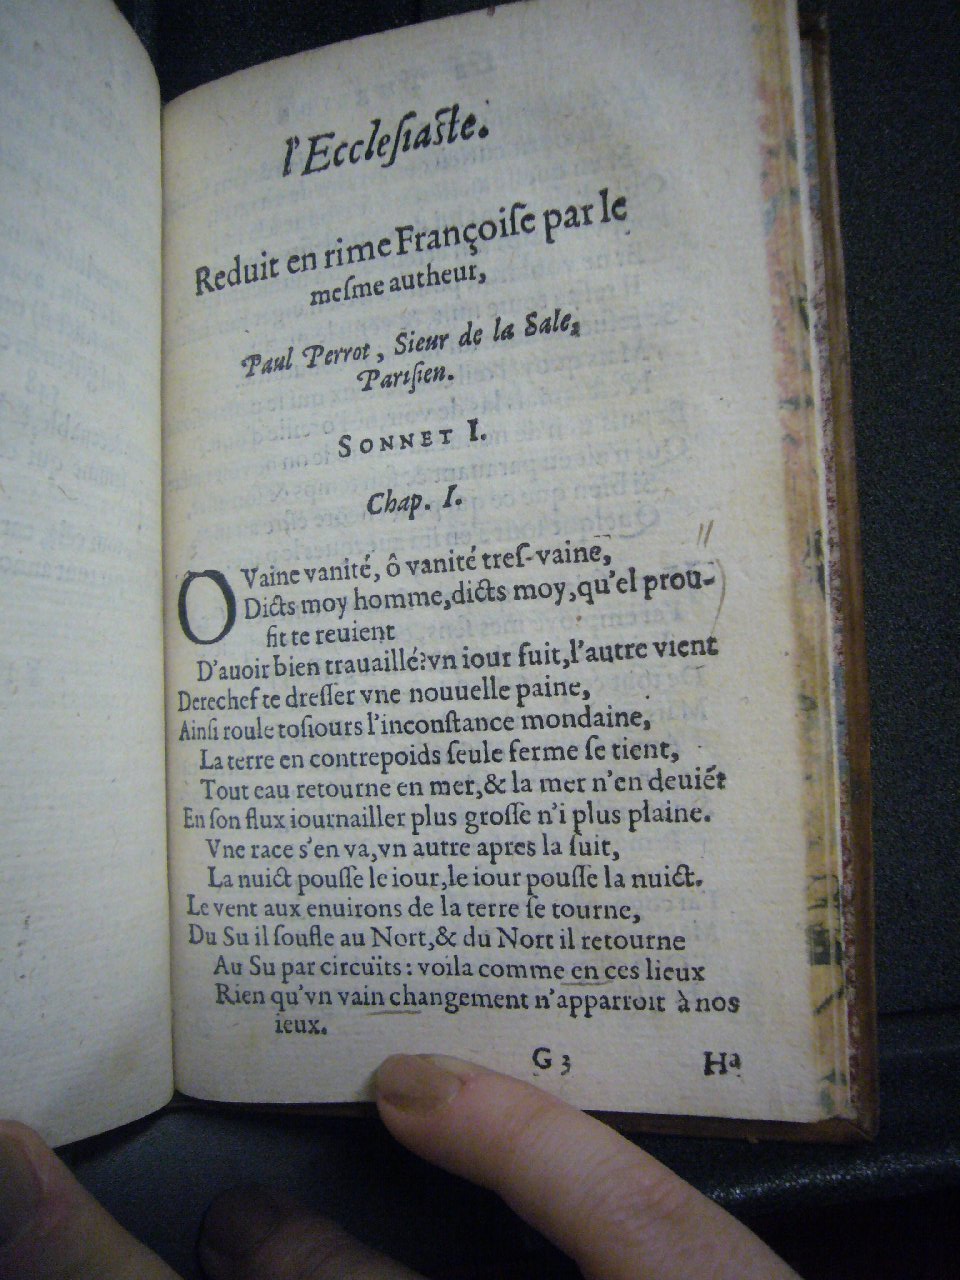 l'Ecclesiaste.
Reduit en rime Françoise par le
mesme autheur,
Paul Perrot, Sieur de la Sale,
Parisien.
SONNET I.
Chap. I.
O Vaine vanité, ô vanité tres-vaine,
Dicts moy homme, dicts moy, qu'el prou-
fit te reuient
D'auoir bien trauaillé? vn iour fuit, l'autre vient
Derechef te dresser vne nouuelle paine,
Ainsi roule tosiours l'inconstance mondaine,
La terre en contrepoids seule ferme se tient,
Tout eau retourne en mer, & la mer n'en deuiét
En son flux iournailler plus grosse n'i plus plaine.
Vne race s'en va, vn autre apres la suit,
La nuict pousse le iour, le iour pousse la nuict.
Le vent aux enuirons de la terre se tourne,
Du Su il soufle au Nort, & du Nort il retourne
Au Su par circuïts : voila comme en ces lieux
Rien qu'vn vain changement n'apparroit à nos
ieux.
G 3 Ha